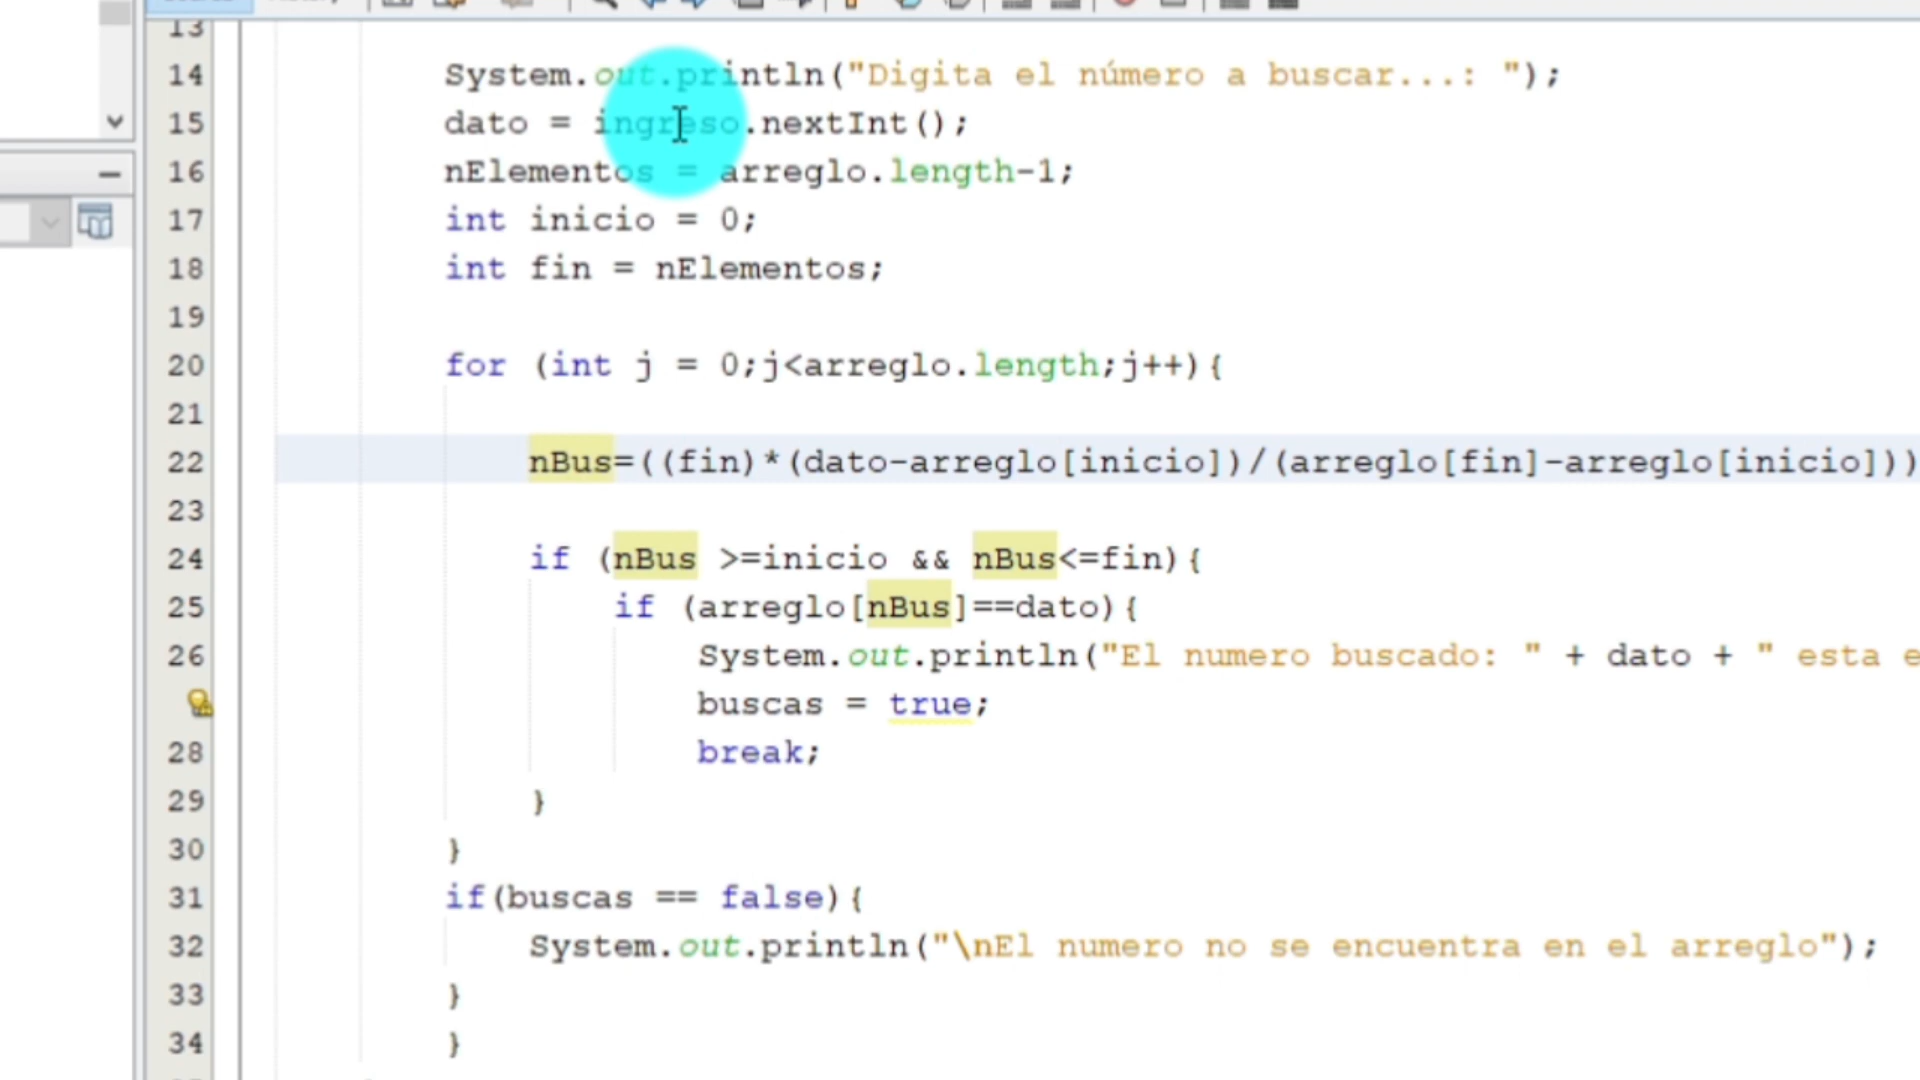 13
14 System.out.println("Digita el número a buscar...: ");
15 dato = ingreso.nextInt();
16 nElementos = arreglo.length-1;
17 int inicio = 0;
18 int fin = nElementos;
19
20 for (int j = 0;j<arreglo.length;j++){
21
22 nBus=((fin)*(dato-arreglo[inicio])/(arreglo[fin]-arreglo[inicio]))
23
24 if (nBus >=inicio && nBus<=fin){
25 if (arreglo[nBus]==dato){
26 System.out.println("El numero buscado: " + dato + " esta e
buscas = true;
28 break;
29 }
30 }
31 if(buscas == false){
32 System.out.println("\nEl numero no se encuentra en el arreglo");
33 }
34 }